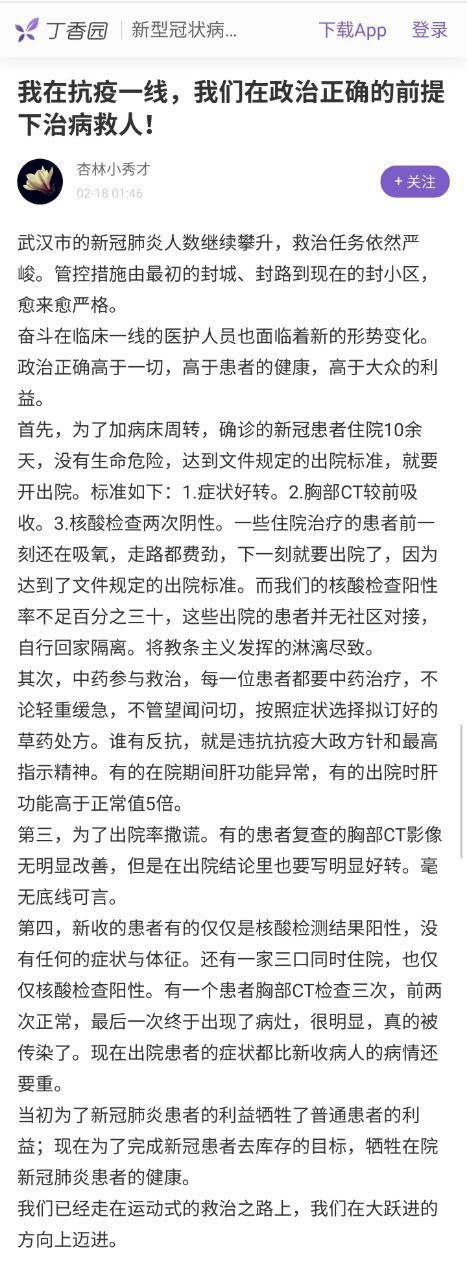 丁香园
新型冠状病...
下载App
登录
我在抗疫一线，我们在政治正确的前提
下治病救人！
杏林小秀才
02-18 01:46
+ 关注
武汉市的新冠肺炎人数继续攀升，救治任务依然严
峻。管控措施由最初的封城、封路到现在的封小区，
愈来愈严格。
奋斗在临床一线的医护人员也面临着新的形势变化。
政治正确高于一切，高于患者的健康，高于大众的利
益。
首先，为了加病床周转，确诊的新冠患者住院10余
天，没有生命危险，达到文件规定的出院标准，就要
开出院。标准如下：1.症状好转。2.胸部CT较前吸
收。3.核酸检查两次阴性。一些住院治疗的患者前一
刻还在吸氧，走路都费劲，下一刻就要出院了，因为
达到了文件规定的出院标准。而我们的核酸检查阳性
率不足百分之三十，这些出院的患者并无社区对接，
自行回家隔离。将教条主义发挥的淋漓尽致。
其次，中药参与救治，每一位患者都要中药治疗，不
论轻重缓急，不管望闻问切，按照症状选择拟订好的
草药处方。谁有反抗，就是违抗抗疫大政方针和最高
指示精神。有的在院期间肝功能异常，有的出院时肝
功能高于正常值5倍。
第三，为了出院率撒谎。有的患者复查的胸部CT影像
无明显改善，但是在出院结论里也要写明显好转。毫
无底线可言。
第四，新收的患者有的仅仅是核酸检测结果阳性，没
有任何的症状与体征。还有一家三口同时住院，也仅
仅核酸检查阳性。有一个患者胸部CT检查三次，前两
次正常，最后一次终于出现了病灶，很明显，真的被
传染了。现在出院患者的症状都比新收病人的病情还
要重。
当初为了新冠肺炎患者的利益牺牲了普通患者的利
益；现在为了完成新冠患者去库存的目标，牺牲在院
新冠肺炎患者的健康。
我们已经走在运动式的救治之路上，我们在大跃进的
方向上迈进。